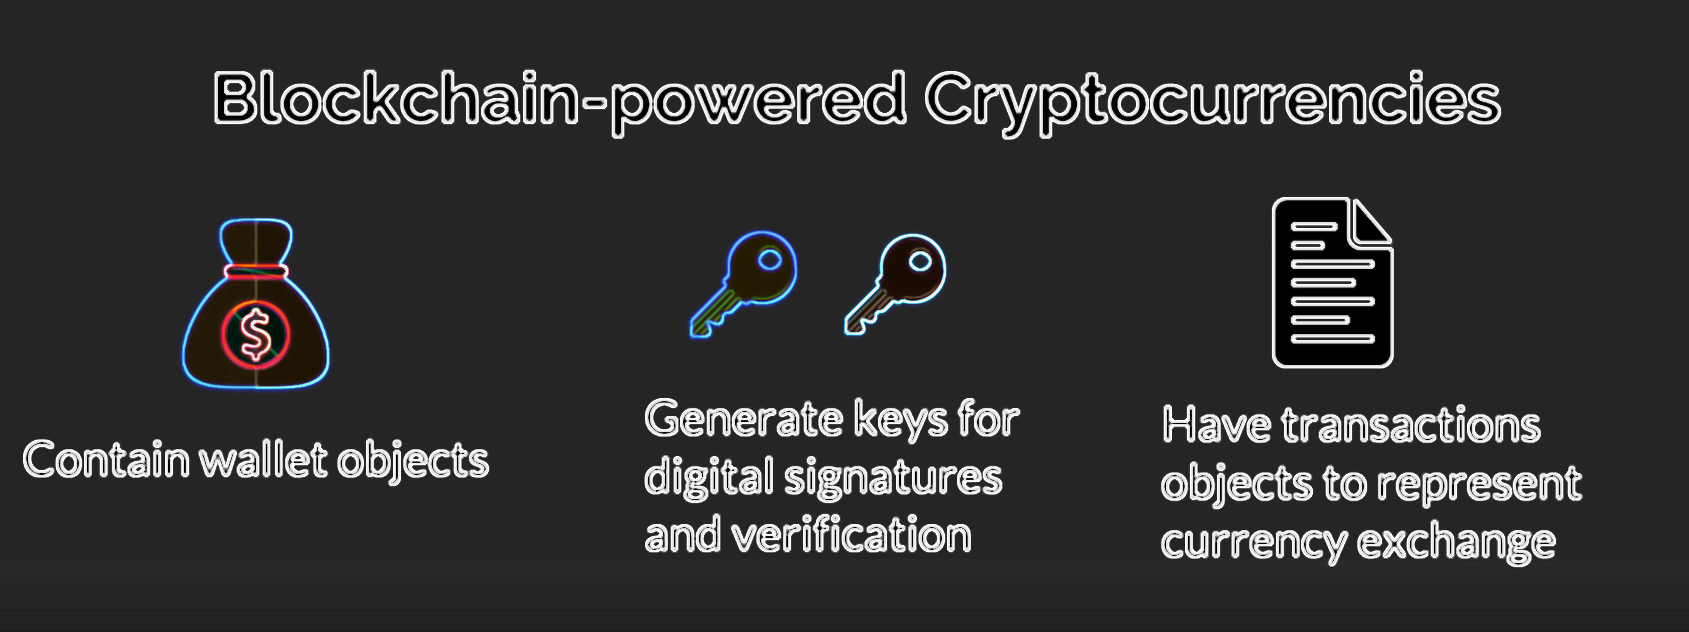 Blockchain-powered Cryptocurrencies
$
Contain wallet objects
Generate keys for
digital signatures
and verification
Have transactions
objects to represent
currency exchange